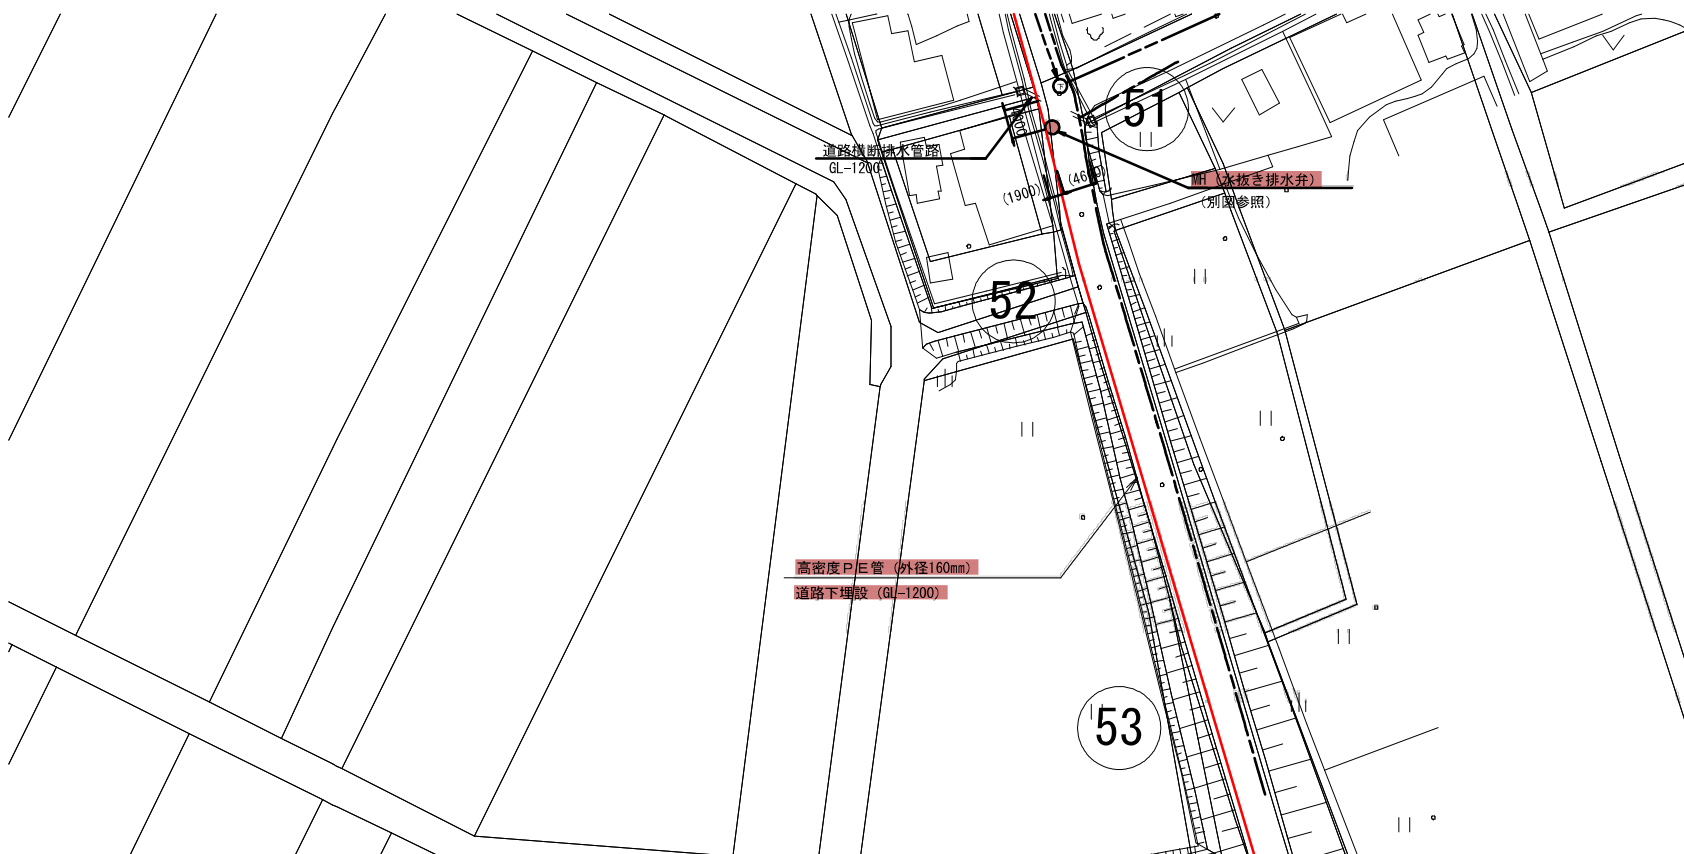 51
道路横断排水管路
GL-1200
(1900)
MH（水抜き排水弁）
（別図参照）
52
高密度ＰＥ管（外径160mm）
道路下埋設（GL-1200）
53